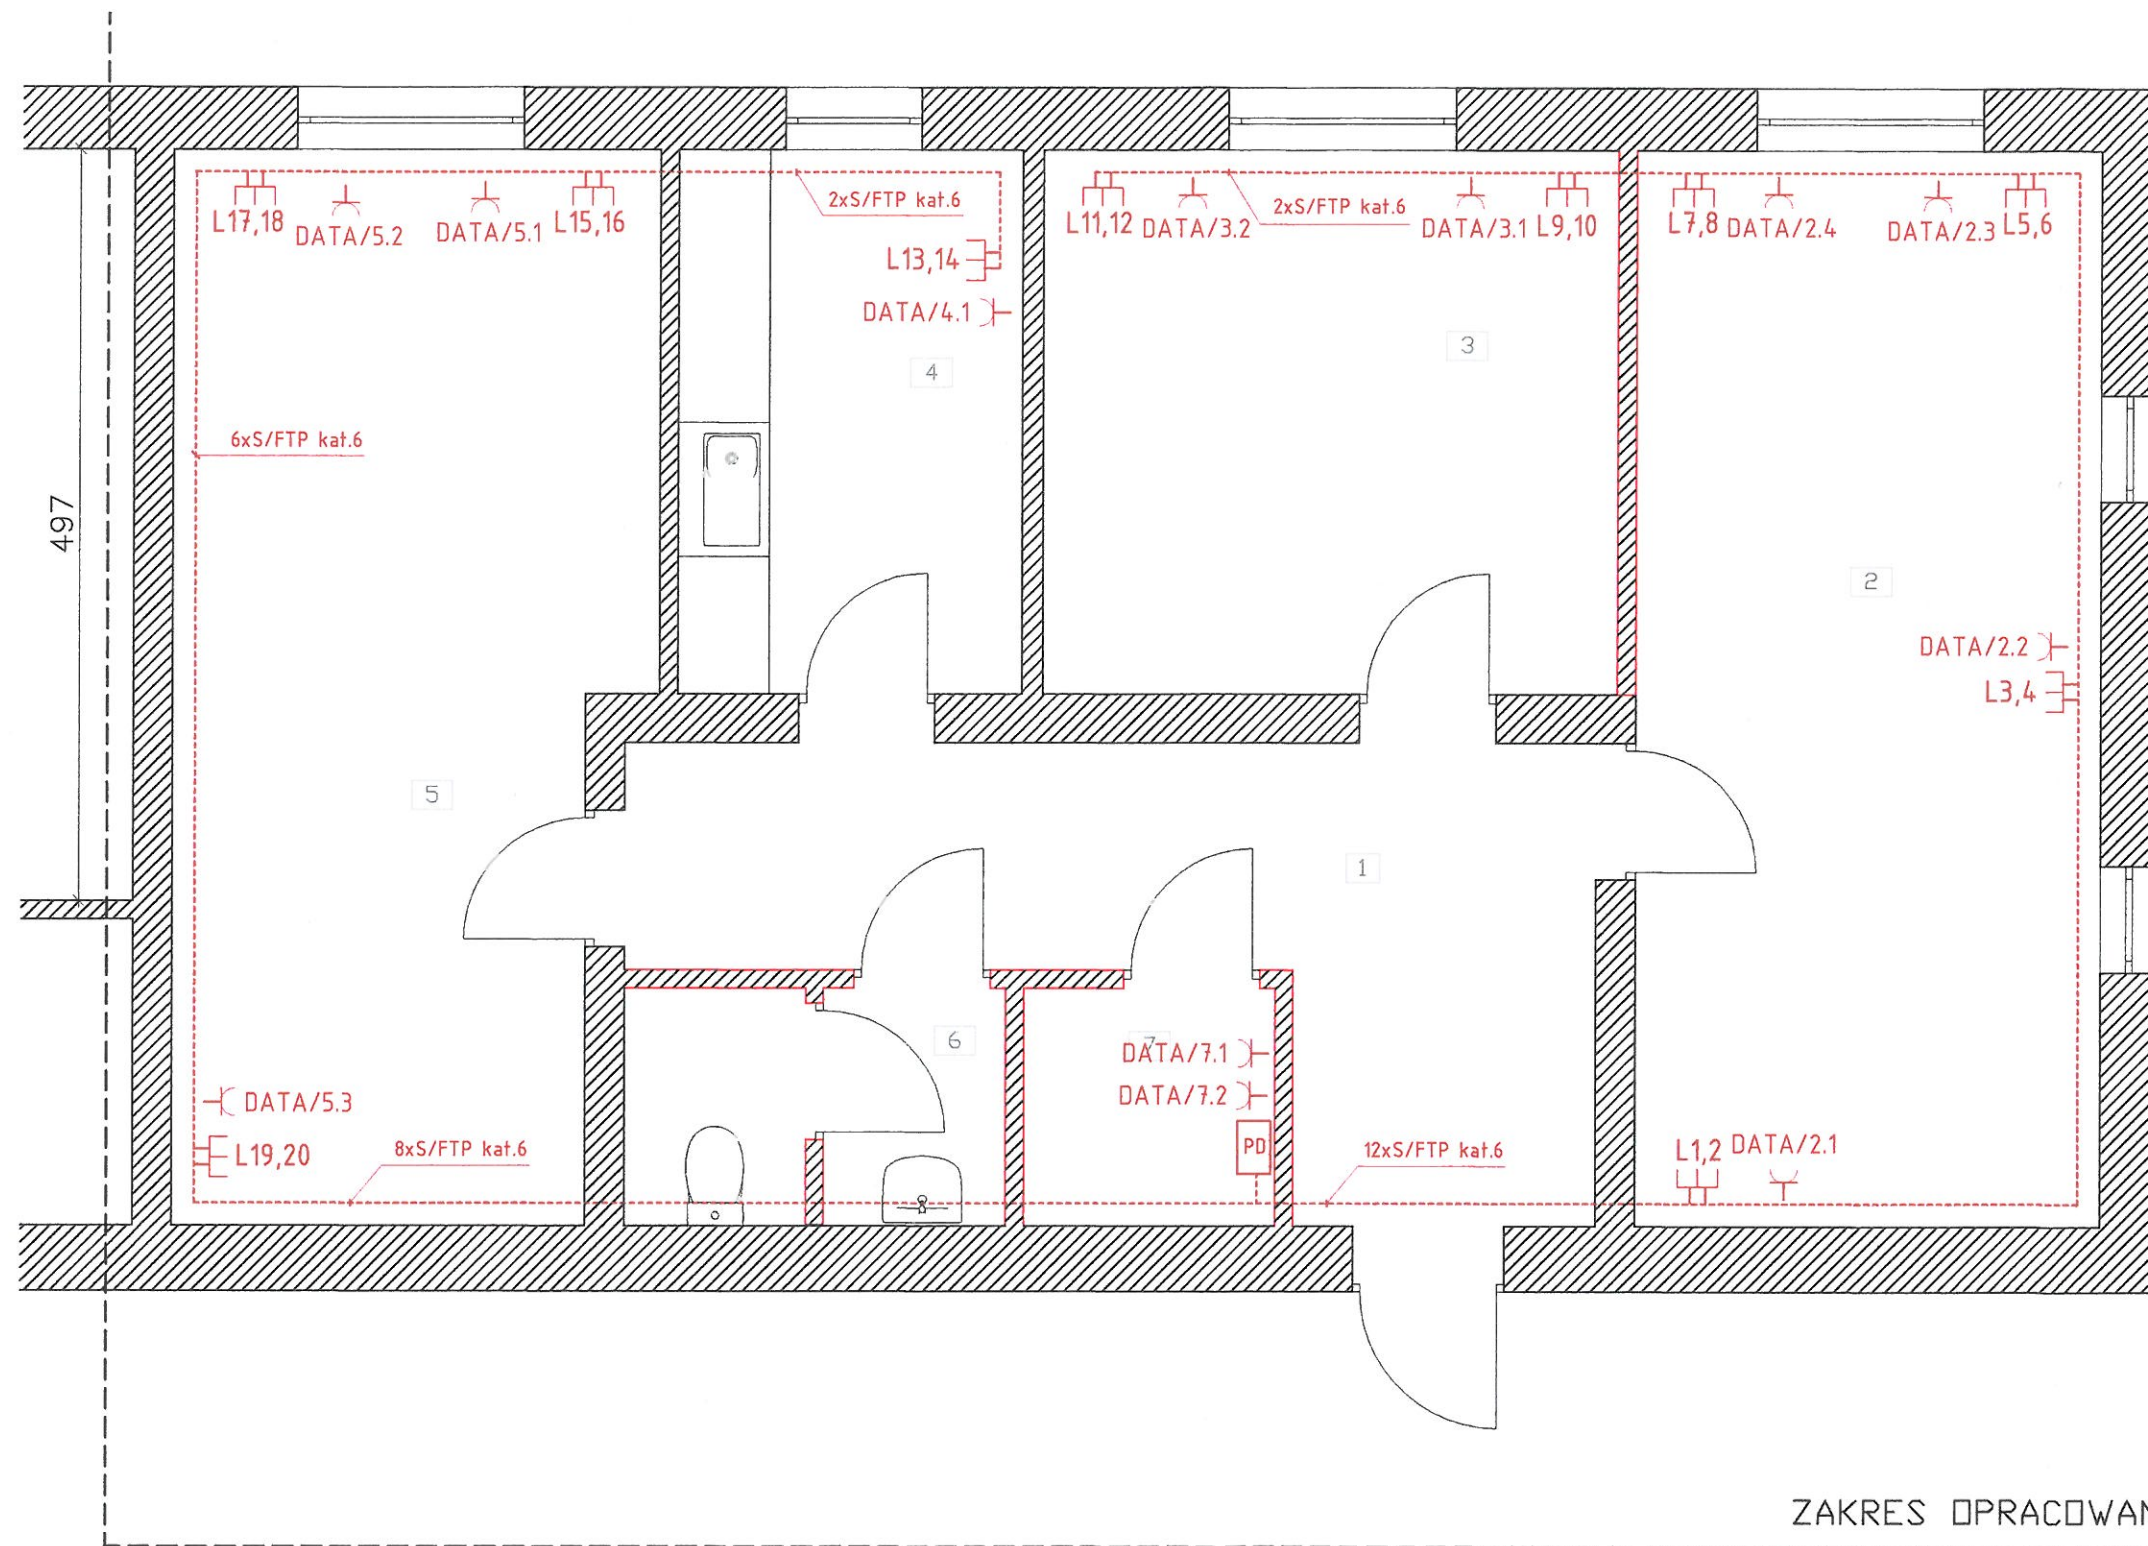 L17,18
DATA/5.2
DATA/5.1
L15,16
2xS/FTP kat.6
L13,14
DATA/4.1
L11,12
DATA/3.2
2xS/FTP kat.6
DATA/3.1
L9,10
L7,8
DATA/2.4
DATA/2.3
L5,6
3
4
6xS/FTP kat.6
497
2
DATA/2.2
L3,4
5
1
6
7
DATA/7.1
DATA/7.2
DATA/5.3
L19,20
8xS/FTP kat.6
PD
12xS/FTP kat.6
L1,2
DATA/2.1
ZAKRES OPRACOWAN